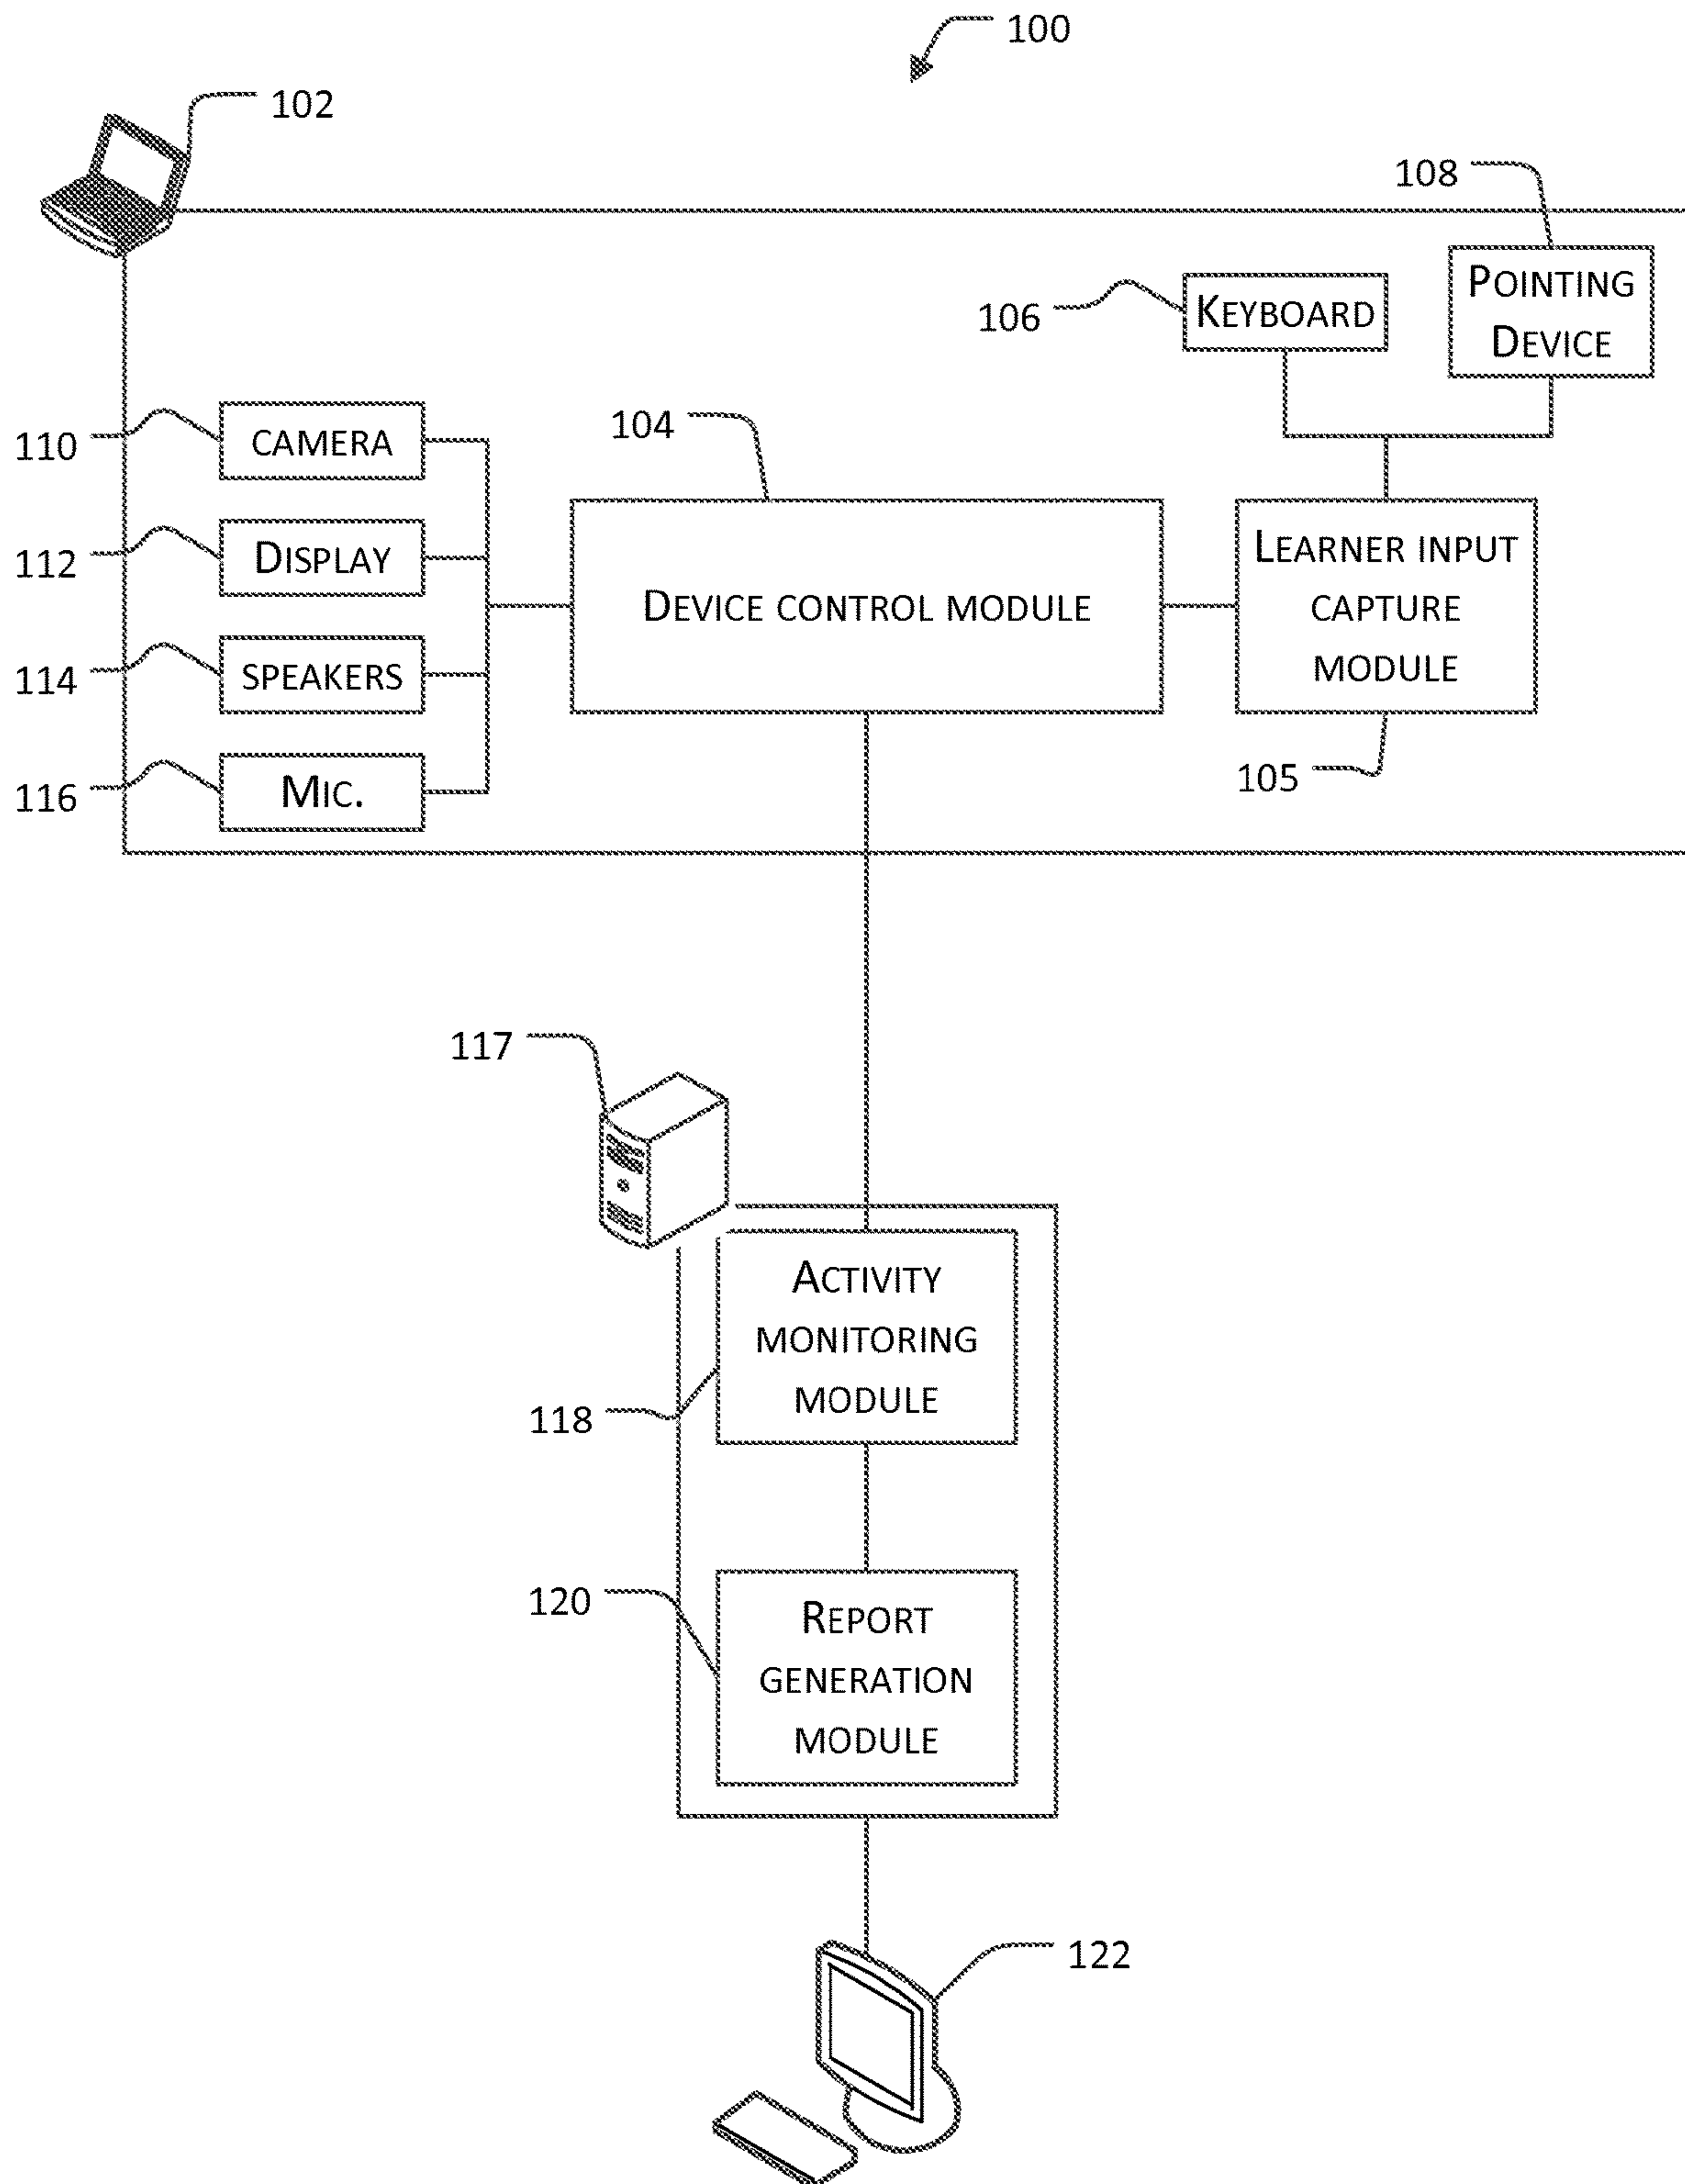 100
102
108
POINTING
DEVICE
106
KEYBOARD
104
110
CAMERA
112
DISPLAY
DEVICE CONTROL MODULE
LEARNER INPUT
CAPTURE
MODULE
114
SPEAKERS
105
116
MIC.
117
ACTIVITY
MONITORING
MODULE
118
120
REPORT
GENERATION
MODULE
122